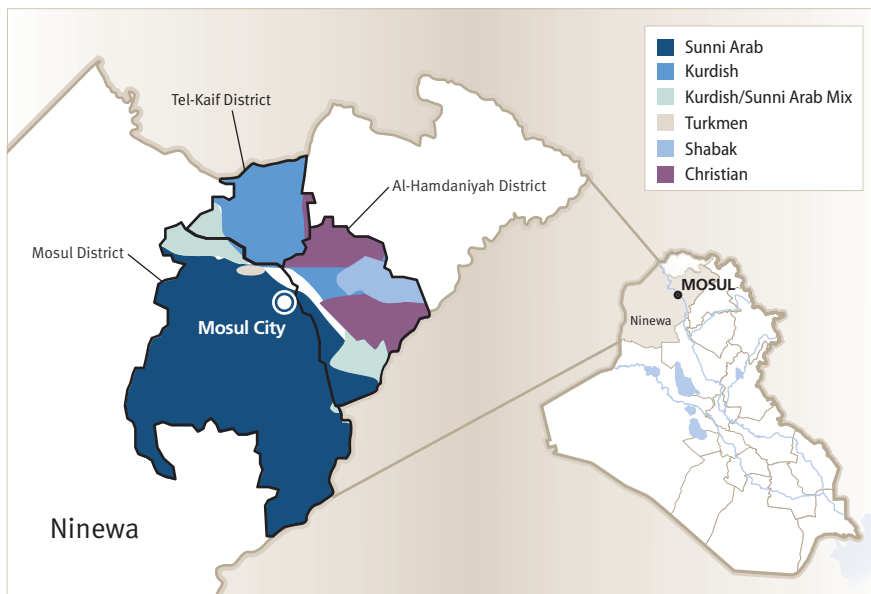 Sunni Arab
Kurdish
Kurdish/Sunni Arab Mix
Turkmen
Shabak
Christian
Tel-Kaif District
Al-Hamdaniyah District
Mosul District
Mosul City
Ninewa
MOSUL
Ninewa